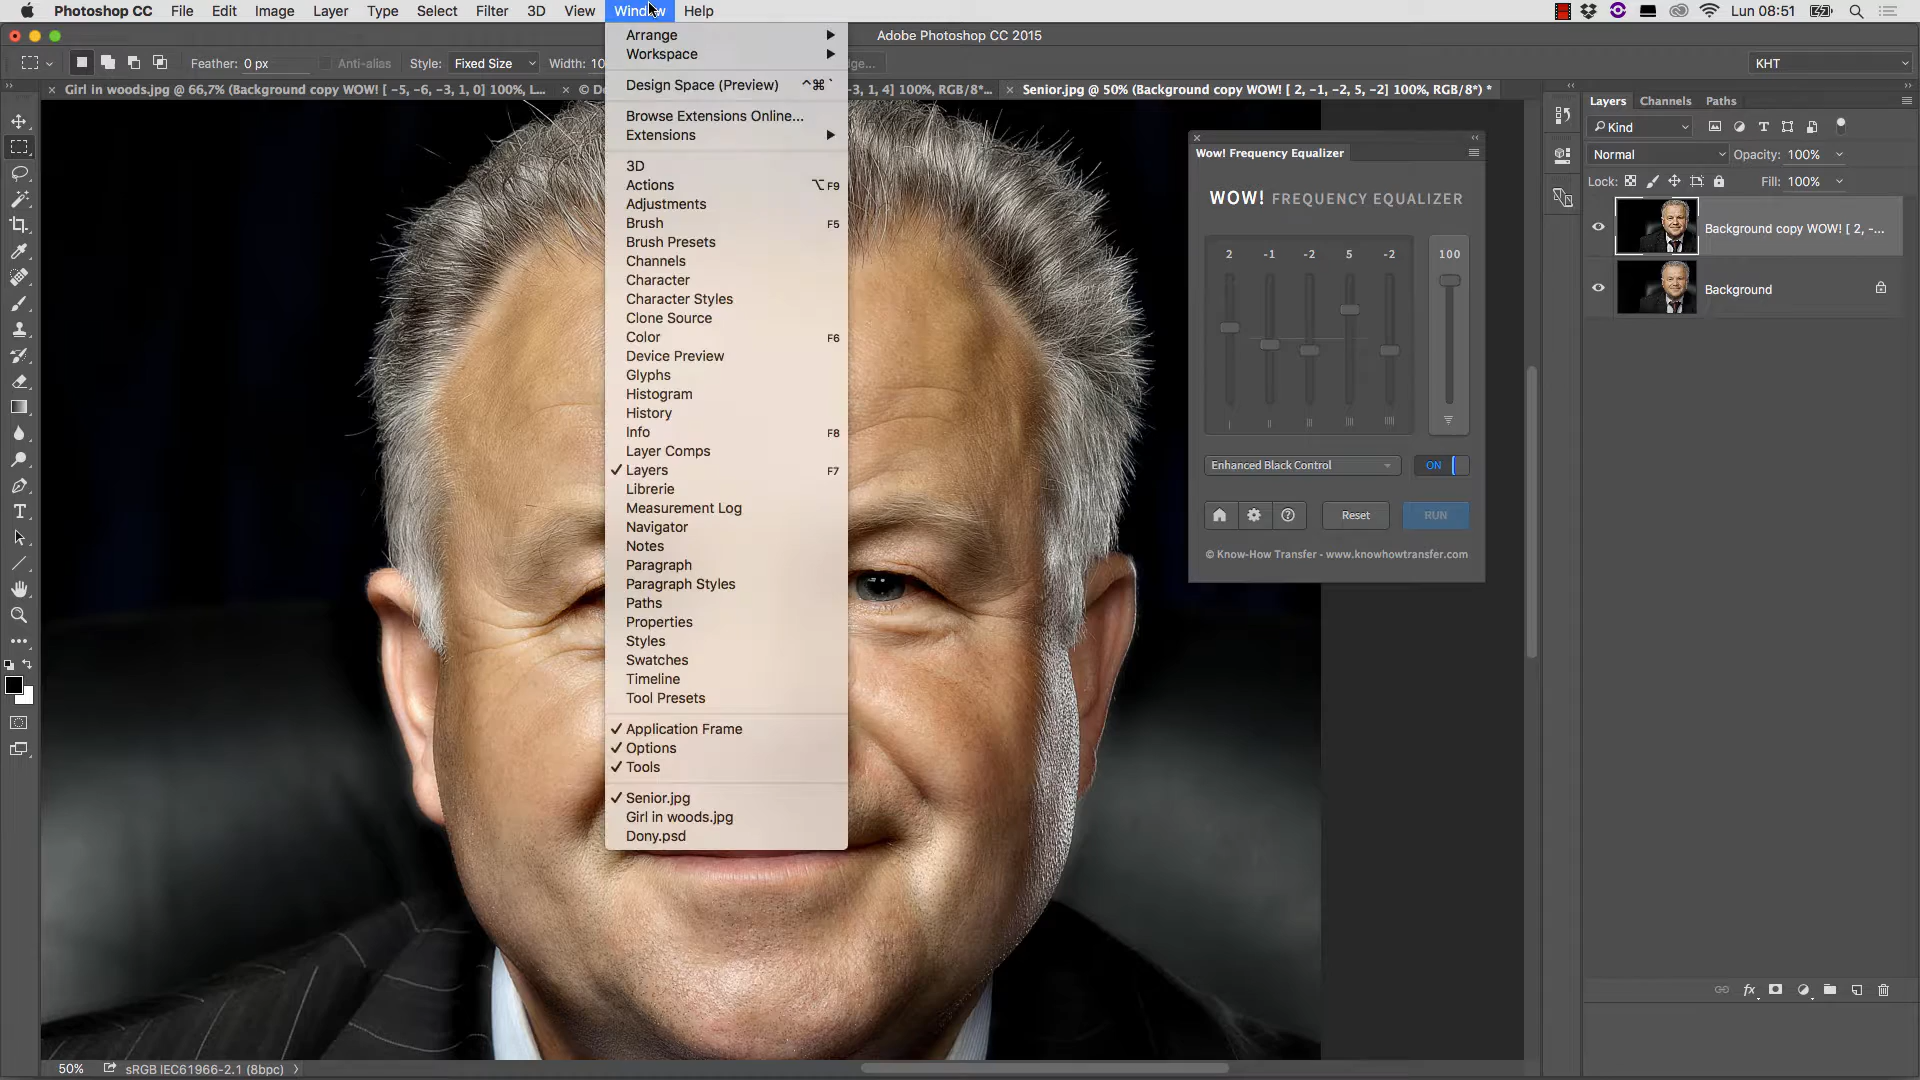 Photoshop CC File Edit Image Layer Type Select Filter 3D View Window Help Lun 08:51
Adobe Photoshop CC 2015
Feather: 0 px Anti-alias Style: Fixed Size Width: 10 ge... KHT
Girl in woods.jpg @ 66,7% (Background copy WOW! [ -5, -6, -3, 1, 0] 100%, L... -3, 1, 4] 100%, RGB/8*... Senior.jpg @ 50% (Background copy WOW! [ 2, -1, -2, 5, -2] 100%, RGB/8*) *
Arrange
Workspace
Design Space (Preview) ^⌘`
Browse Extensions Online...
Extensions
3D
Actions ⌥F9
Adjustments
Brush F5
Brush Presets
Channels
Character
Character Styles
Clone Source
Color F6
Device Preview
Glyphs
Histogram
History
Info F8
Layer Comps
✓ Layers F7
Librerie
Measurement Log
Navigator
Notes
Paragraph
Paragraph Styles
Paths
Properties
Styles
Swatches
Timeline
Tool Presets
✓ Application Frame
✓ Options
✓ Tools
✓ Senior.jpg
Girl in woods.jpg
Dony.psd
Wow! Frequency Equalizer
WOW! FREQUENCY EQUALIZER
2 -1 -2 5 -2 100
Enhanced Black Control ON
Reset RUN
© Know-How Transfer - www.knowhowtransfer.com
Layers Channels Paths
Kind
Normal Opacity: 100%
Lock: Fill: 100%
Background copy WOW! [ 2, -...
Background
50% sRGB IEC61966-2.1 (8bpc)